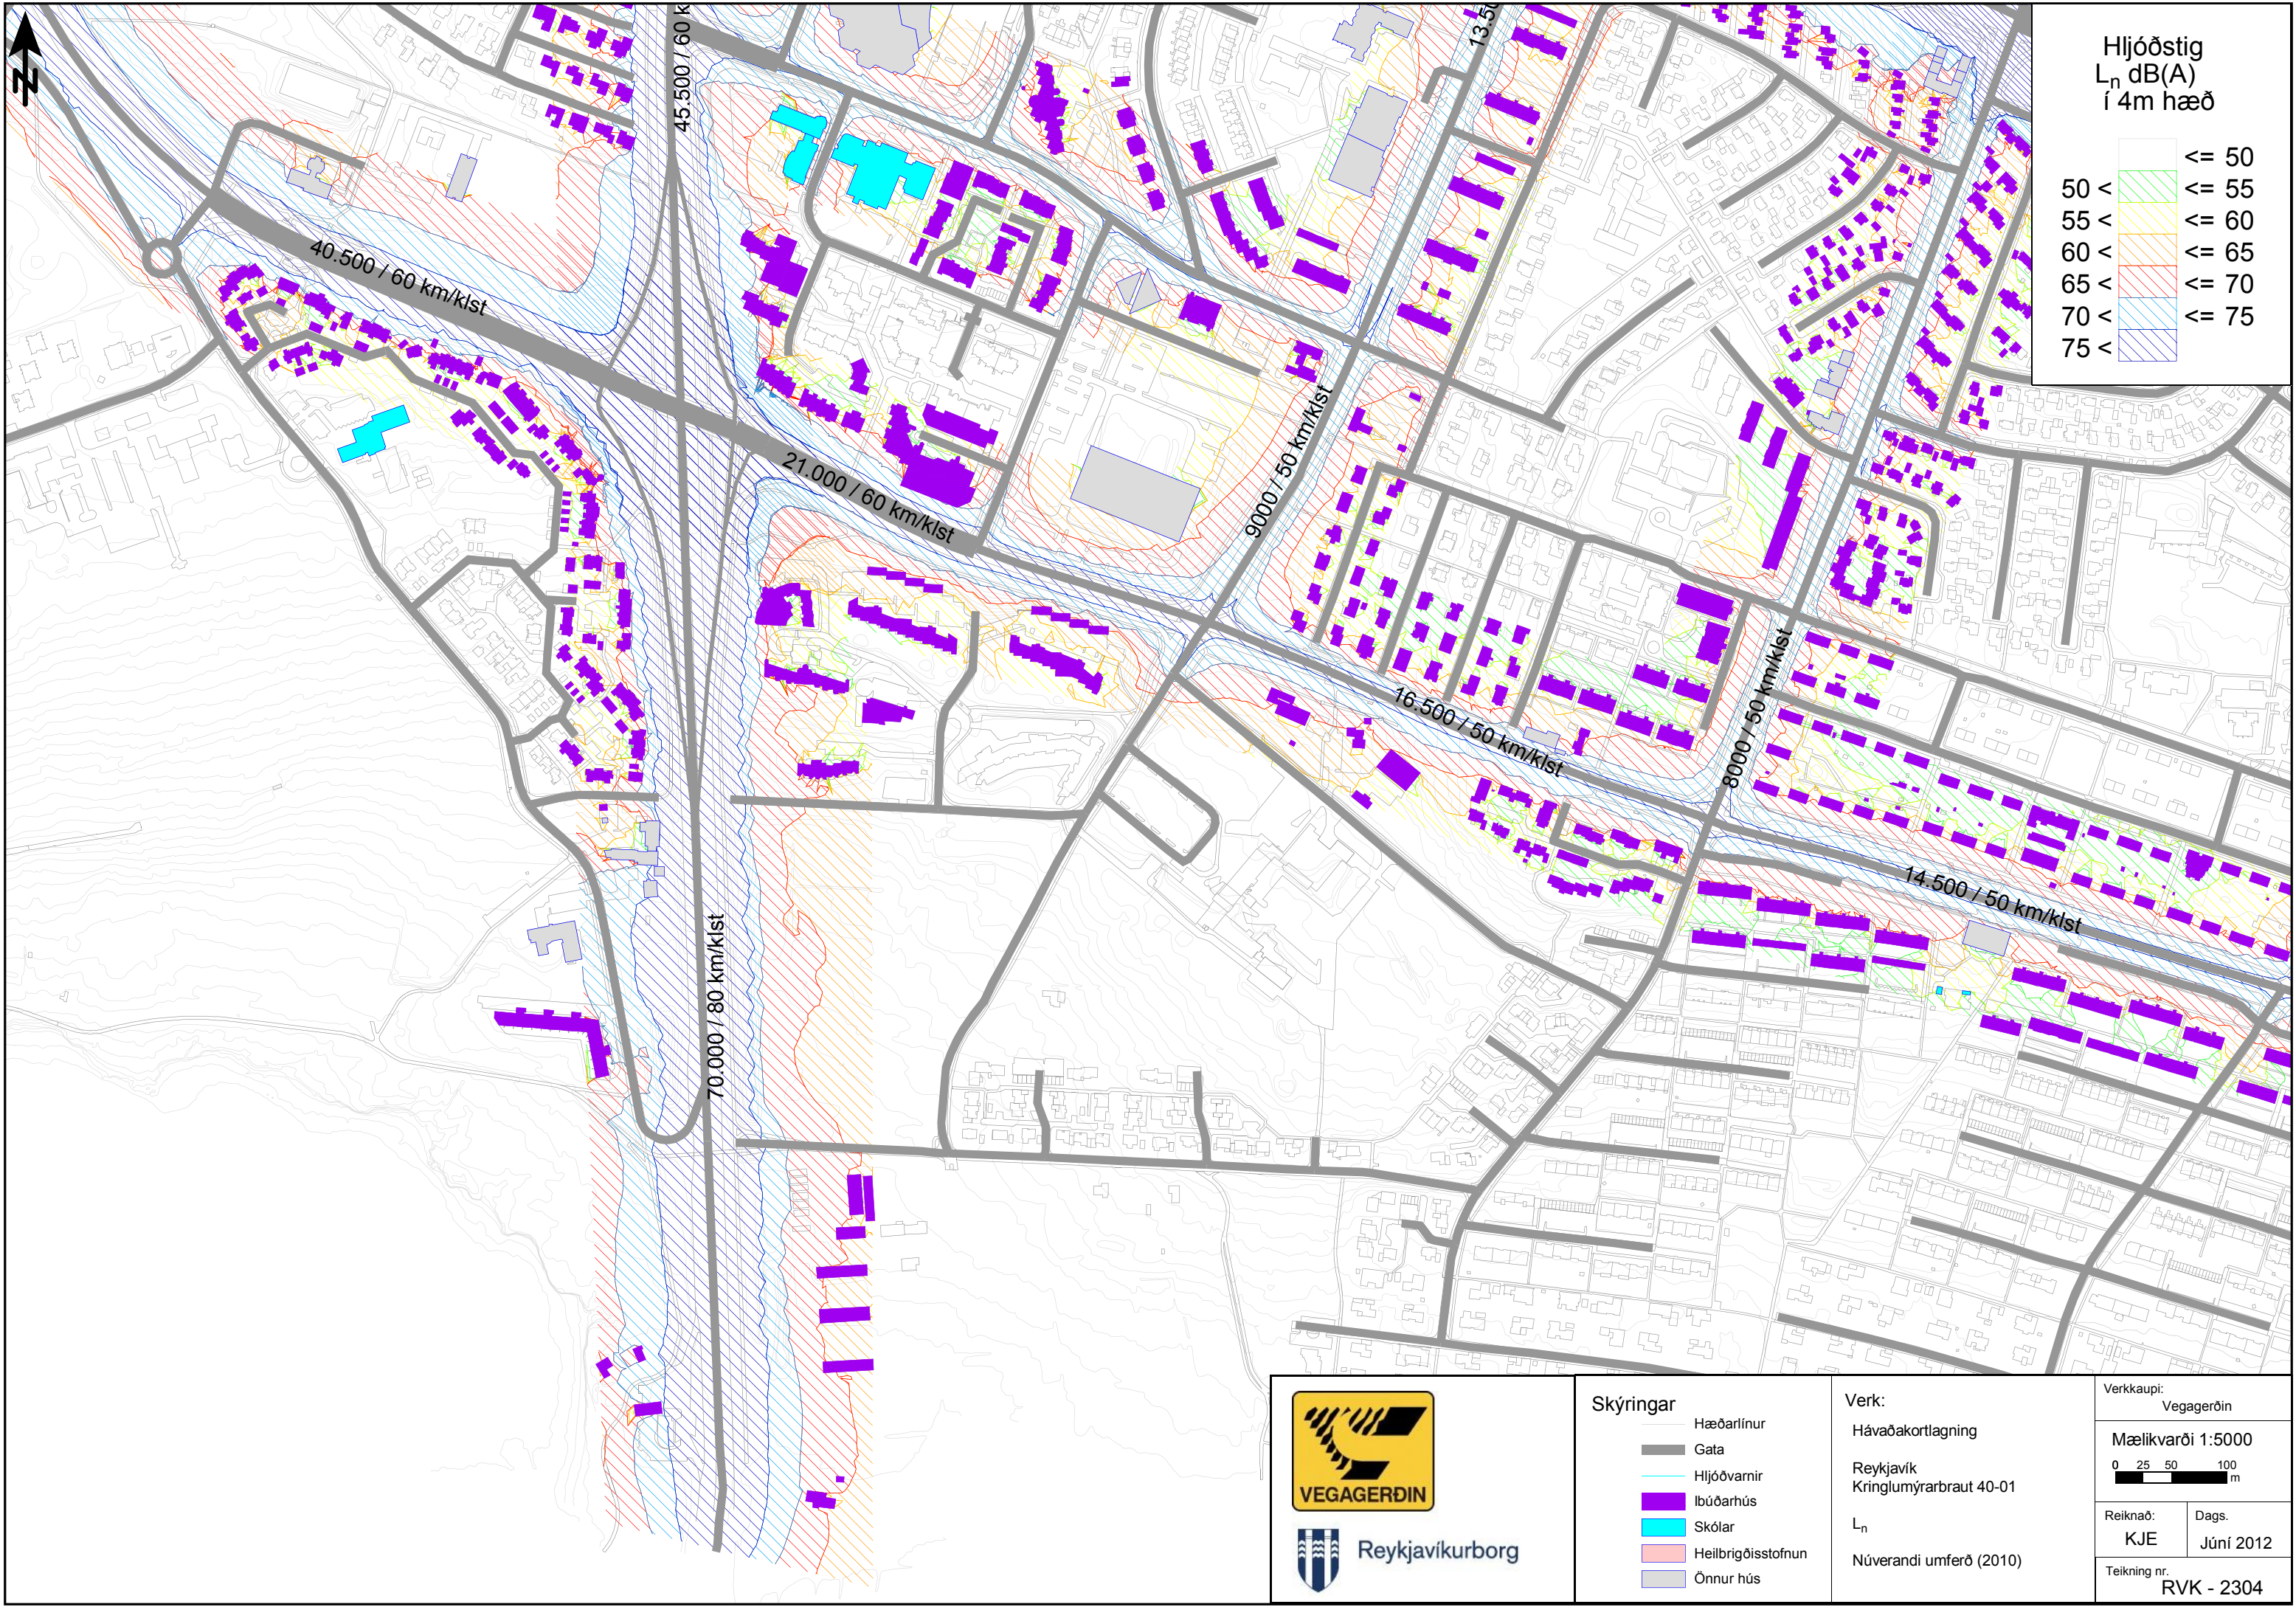 N
45.500 / 60 k
13.50
Hljóðstig
Ln dB(A)
í 4m hæð
<= 50
50 < <= 55
55 < <= 60
60 < <= 65
65 < <= 70
70 < <= 75
75 <
40.500 / 60 km/klst
21.000 / 60 km/klst
9000 / 50 km/klst
16.500 / 50 km/klst
8000 / 50 km/klst
14.500 / 50 km/klst
70.000 / 80 km/klst
VEGAGERÐIN
Reykjavíkurborg
Skýringar
Hæðarlínur
Gata
Hljóðvarnir
Ibúðarhús
Skólar
Heilbrigðisstofnun
Önnur hús
Verk:
Hávaðakortlagning
Reykjavík
Kringlumýrarbraut 40-01
Ln
Núverandi umferð (2010)
Verkkaupi:
Vegagerðin
Mælikvarði 1:5000
0 25 50 100
m
Reiknað:
KJE
Dags.
Júní 2012
Teikning nr.
RVK - 2304